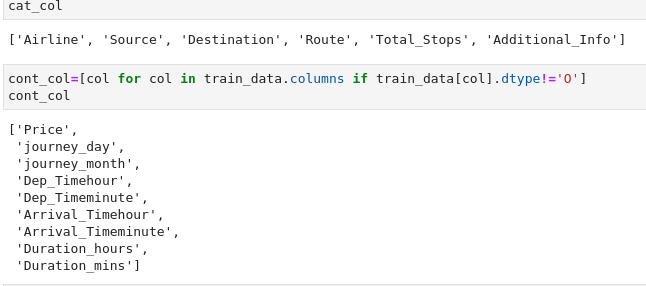 cat_col
['Airline', 'Source', 'Destination', 'Route', 'Total_Stops', 'Additional_Info']
cont_col=[col for col in train_data.columns if train_data[col].dtype!='O']
cont_col
['Price',
 'journey_day',
 'journey_month',
 'Dep_Timehour',
 'Dep_Timeminute',
 'Arrival_Timehour',
 'Arrival_Timeminute',
 'Duration_hours',
 'Duration_mins']